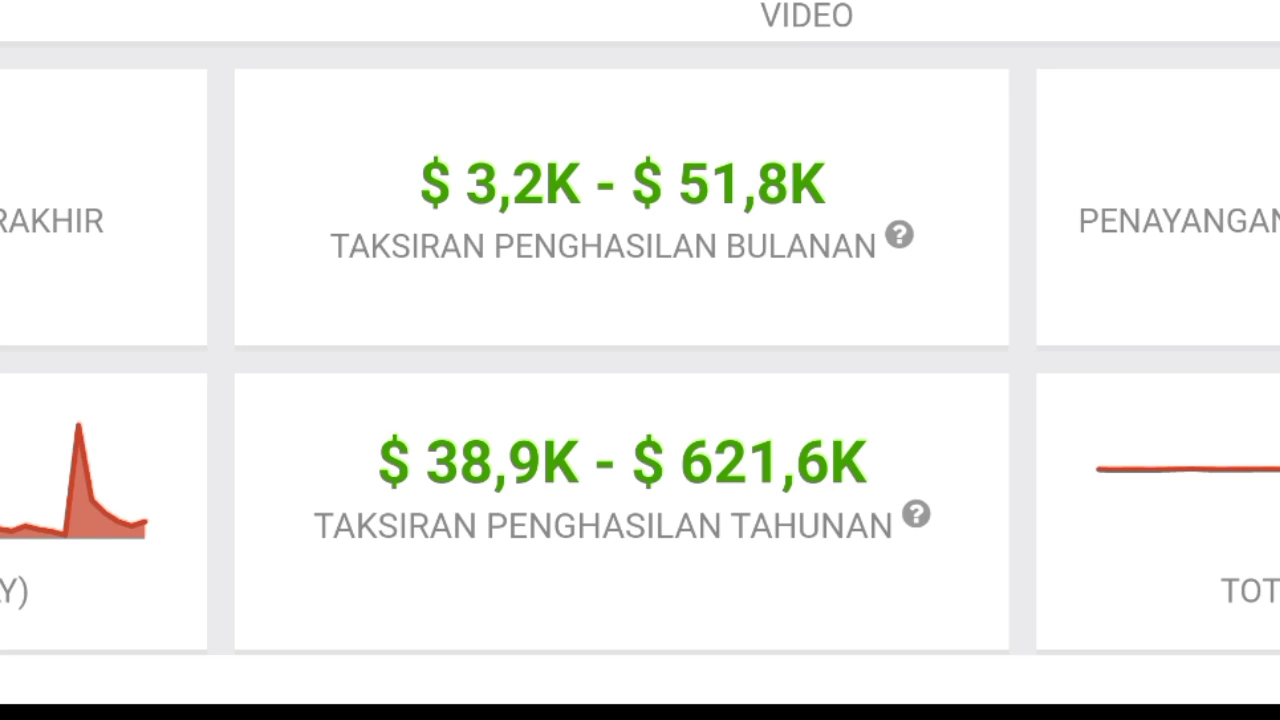 VIDEO
$ 3,2K - $ 51,8K
RAKHIR
TAKSIRAN PENGHASILAN BULANAN ?
PENAYANGAN
$ 38,9K - $ 621,6K
TAKSIRAN PENGHASILAN TAHUNAN ?
Y)
TOT